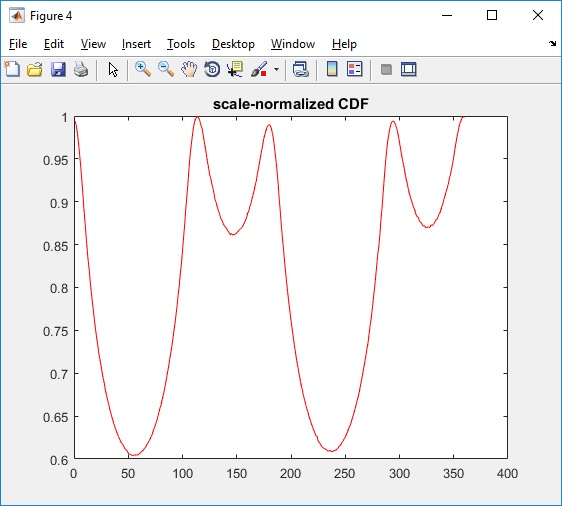 Figure 4
File Edit View Insert Tools Desktop Window Help
scale-normalized CDF
1
0.95
0.9
0.85
0.8
0.75
0.7
0.65
0.6
0 50 100 150 200 250 300 350 400